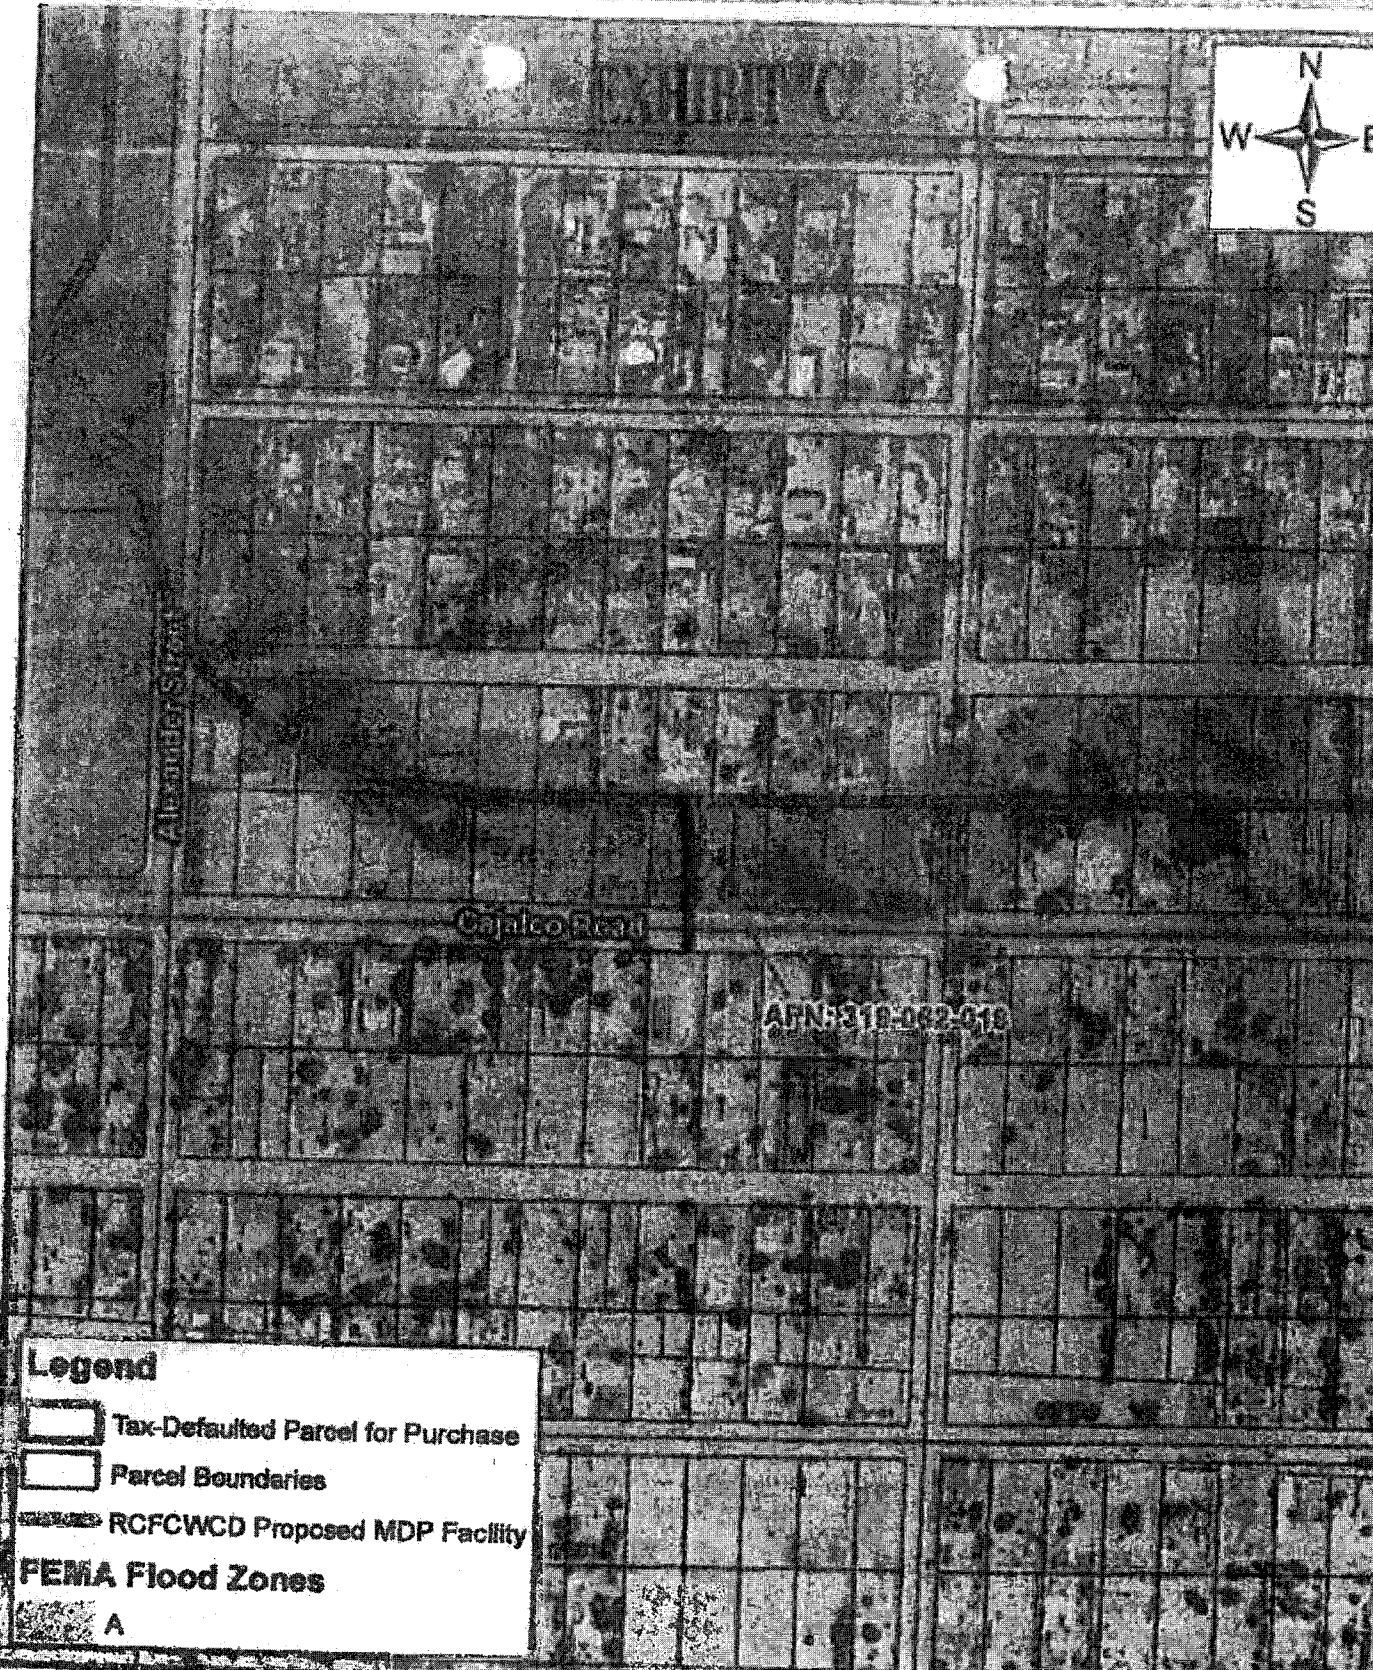 EXHIBIT "C"
N
W E
S
Alexander Street
Cajalco Road
Legend
Tax-Defaulted Parcel for Purchase
Parcel Boundaries
RCFCWCD Proposed MDP Facility
FEMA Flood Zones
A